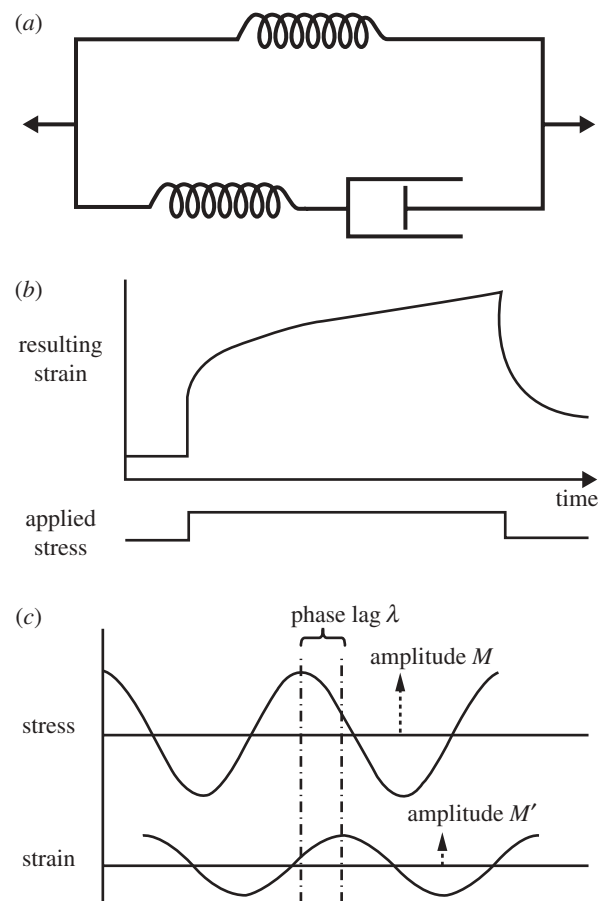 (a)
(b)
resulting
strain
time
applied
stress
(c)
phase lag λ
amplitude M
stress
amplitude M′
strain